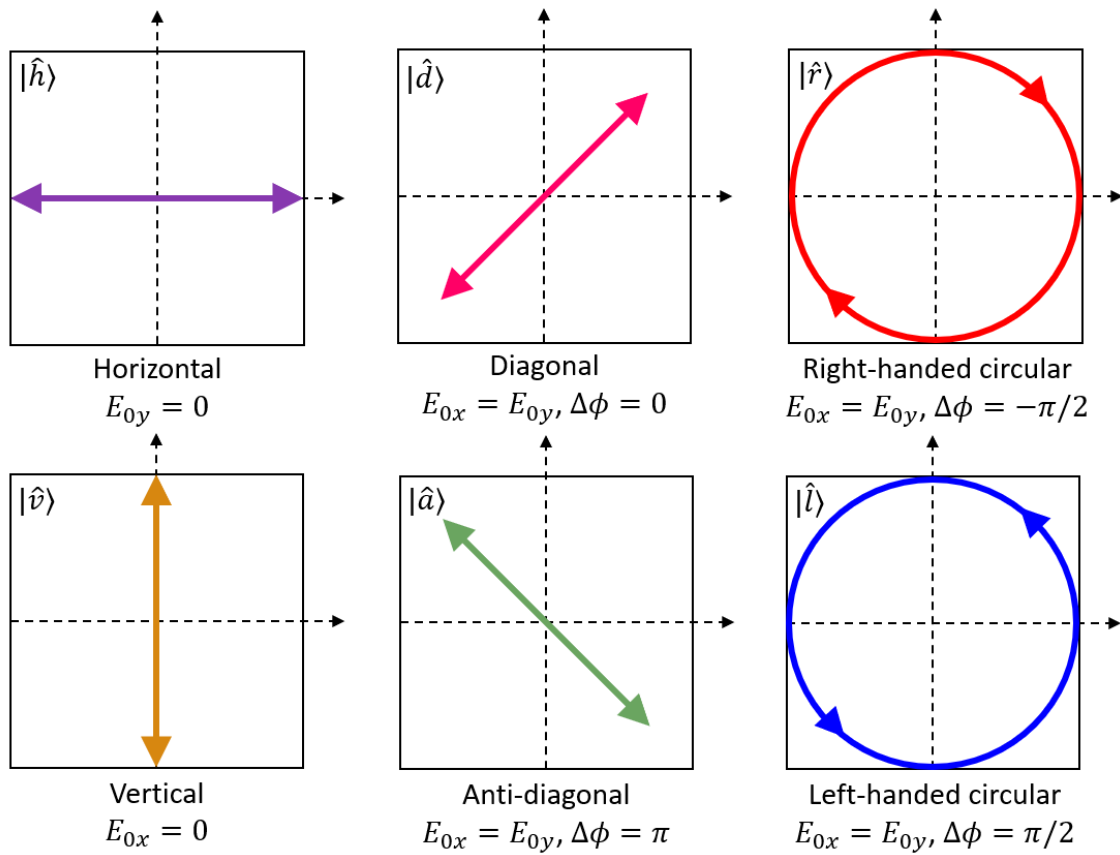 |ĥ⟩
|d̂⟩
|r̂⟩
Horizontal
E₀y = 0
Diagonal
E₀x = E₀y, Δϕ = 0
Right-handed circular
E₀x = E₀y, Δϕ = −π/2
|v̂⟩
|â⟩
|l̂⟩
Vertical
E₀x = 0
Anti-diagonal
E₀x = E₀y, Δϕ = π
Left-handed circular
E₀x = E₀y, Δϕ = π/2